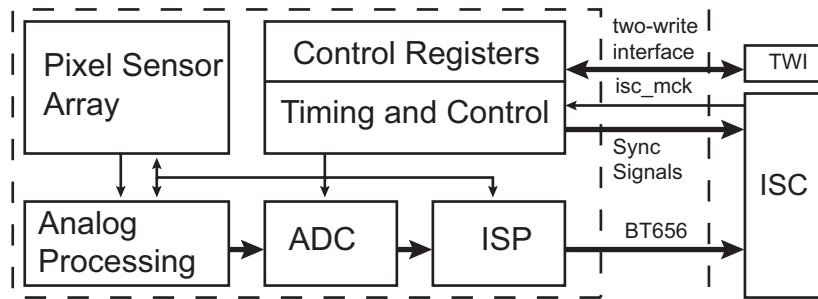 Pixel Sensor
Array
Control Registers
Timing and Control
two-write
interface
TWI
isc_mck
Sync
Signals
ISC
Analog
Processing
ADC
ISP
BT656